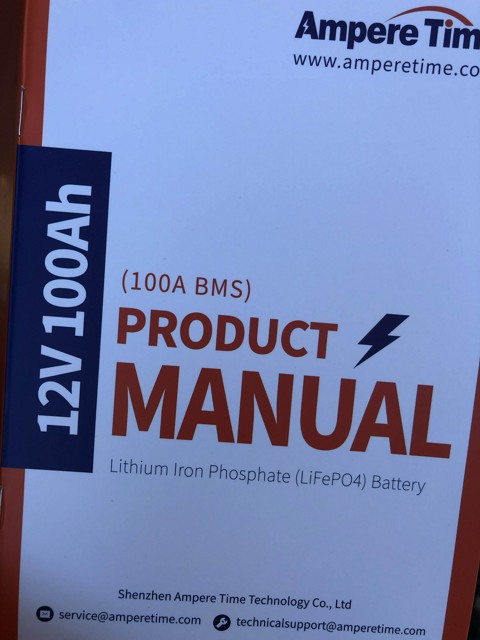 Ampere Tim
www.amperetime.co
12V 100Ah
(100A BMS)
PRODUCT
MANUAL
Lithium Iron Phosphate (LiFePO4) Battery
Shenzhen Ampere Time Technology Co., Ltd
service@amperetime.com technicalsupport@amperetime.com